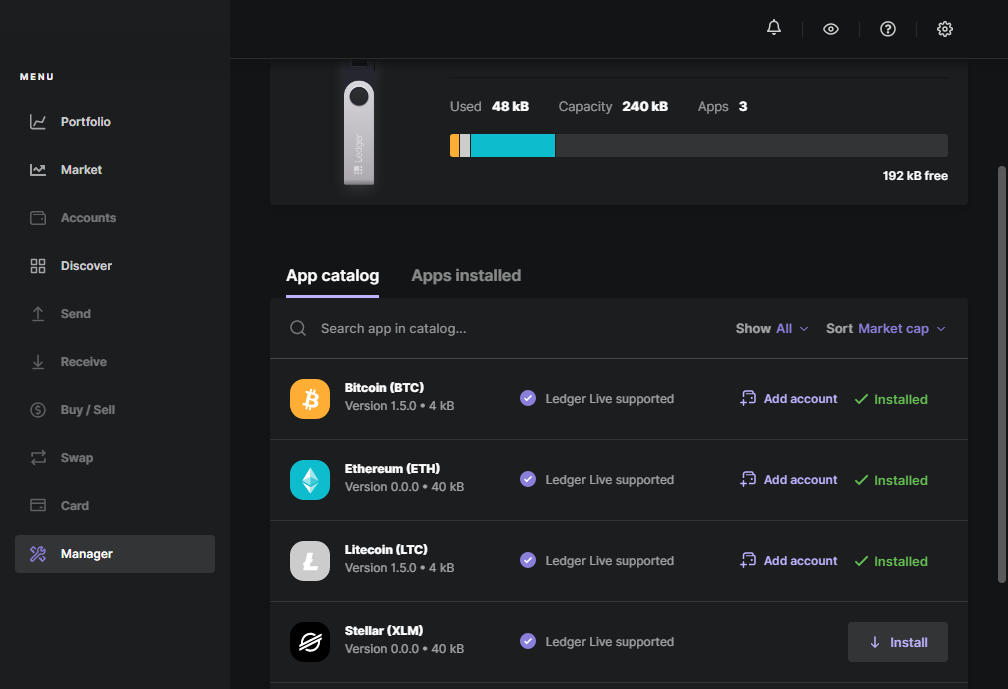 MENU
Portfolio
Market
Accounts
Discover
Send
Receive
Buy / Sell
Swap
Card
Manager
Ledger
Used 48 kB Capacity 240 kB Apps 3
192 kB free
App catalog Apps installed
Search app in catalog... Show All Sort Market cap
Bitcoin (BTC)
Version 1.5.0 • 4 kB
Ledger Live supported Add account Installed
Ethereum (ETH)
Version 0.0.0 • 40 kB
Ledger Live supported Add account Installed
Litecoin (LTC)
Version 1.5.0 • 4 kB
Ledger Live supported Add account Installed
Stellar (XLM)
Version 0.0.0 • 40 kB
Ledger Live supported Install